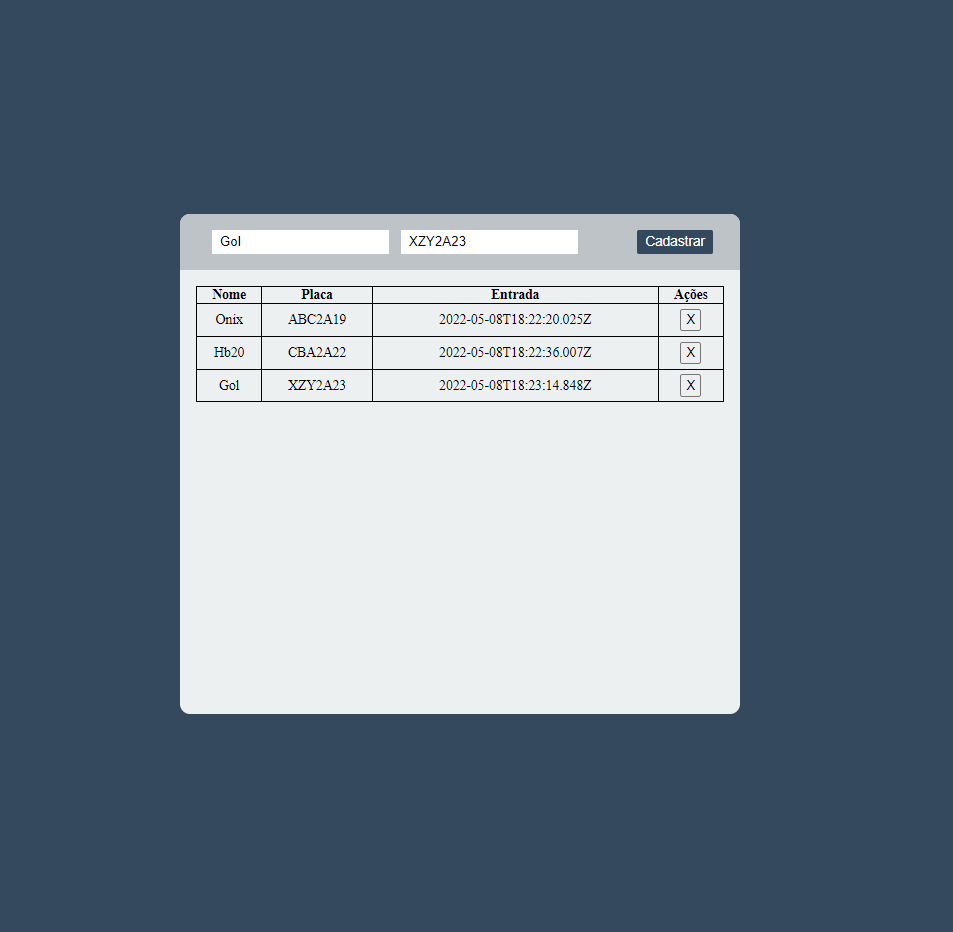 Gol XZY2A23 Cadastrar
Nome Placa Entrada Ações
Onix ABC2A19 2022-05-08T18:22:20.025Z X
Hb20 CBA2A22 2022-05-08T18:22:36.007Z X
Gol XZY2A23 2022-05-08T18:23:14.848Z X